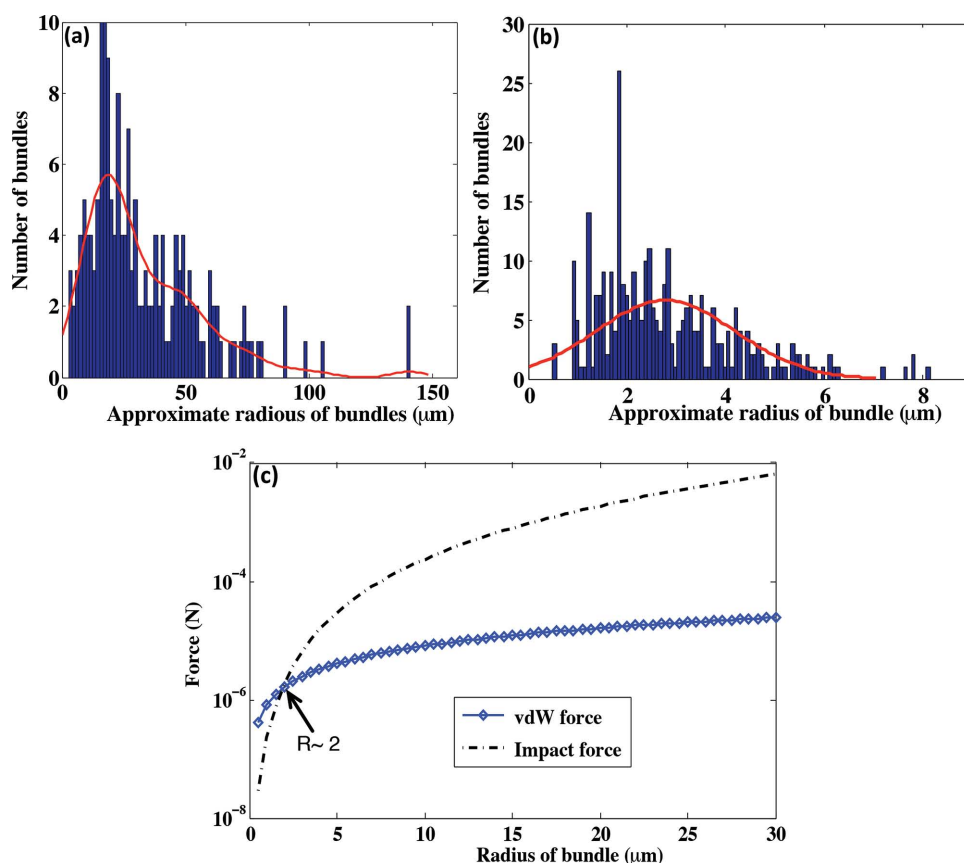 (a)
10
8
6
4
2
0
0 50 100 150
Number of bundles
Approximate radious of bundles (μm)
(b)
30
25
20
15
10
5
0
0 2 4 6 8
Number of bundles
Approximate radius of bundle (μm)
(c)
10⁻²
10⁻⁴
10⁻⁶
10⁻⁸
Force (N)
R~ 2
vdW force
Impact force
0 5 10 15 20 25 30
Radius of bundle (μm)